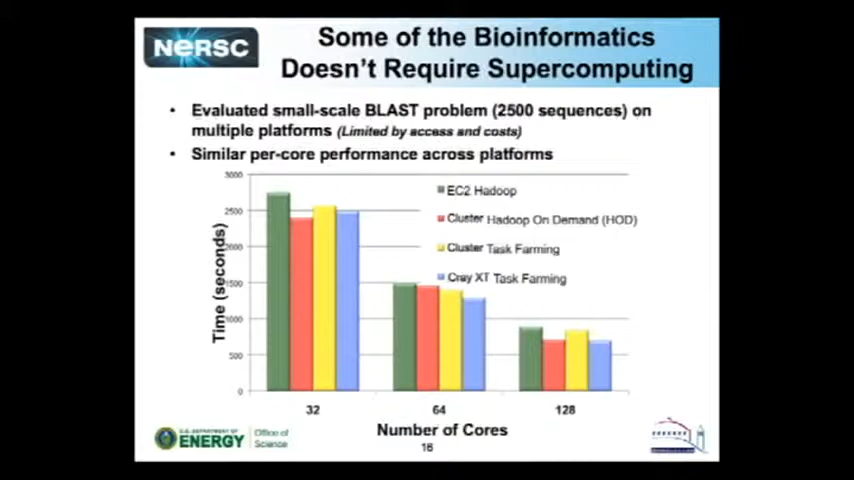 NERSC
Some of the Bioinformatics
Doesn't Require Supercomputing
• Evaluated small-scale BLAST problem (2500 sequences) on
multiple platforms (Limited by access and costs)
• Similar per-core performance across platforms
3000
2500
2000
1500
1000
500
0
Time (seconds)
EC2 Hadoop
Cluster Hadoop On Demand (HOD)
Cluster Task Farming
Cray XT Task Farming
32
64
128
Number of Cores
U.S. DEPARTMENT OF
ENERGY
Office of
Science
16